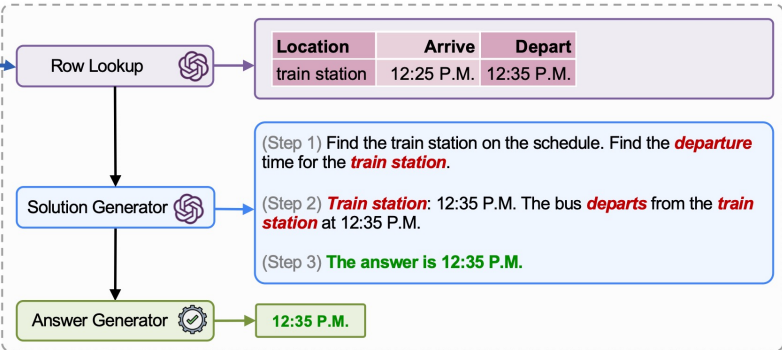 Row Lookup
Location Arrive Depart
train station 12:25 P.M. 12:35 P.M.
(Step 1) Find the train station on the schedule. Find the departure
time for the train station.
Solution Generator
(Step 2) Train station: 12:35 P.M. The bus departs from the train
station at 12:35 P.M.
(Step 3) The answer is 12:35 P.M.
Answer Generator
12:35 P.M.